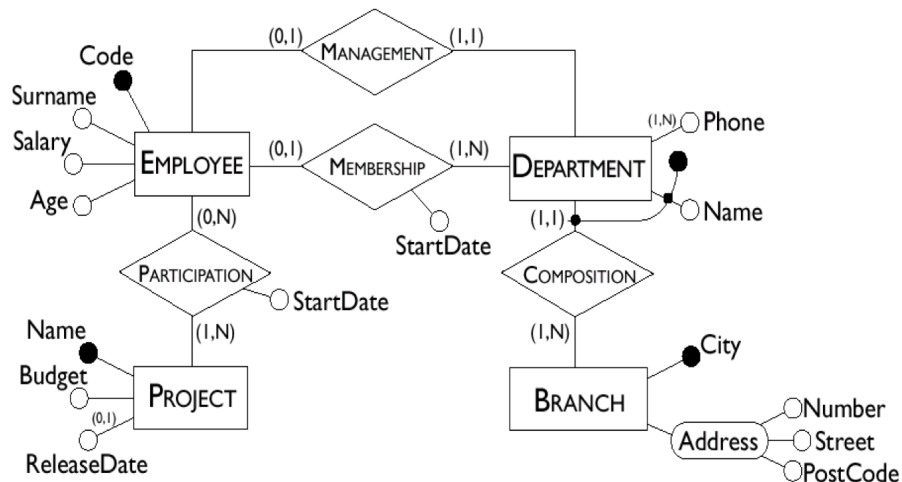 (0,1) MANAGEMENT (1,1)
Code
Surname
Salary
Age
EMPLOYEE
(0,1) MEMBERSHIP (1,N)
StartDate
DEPARTMENT
(1,N) Phone
Name
(0,N)
PARTICIPATION
StartDate
(1,N)
(1,1)
COMPOSITION
(1,N)
Name
Budget
(0,1)
ReleaseDate
PROJECT
BRANCH
City
Address
Number
Street
PostCode